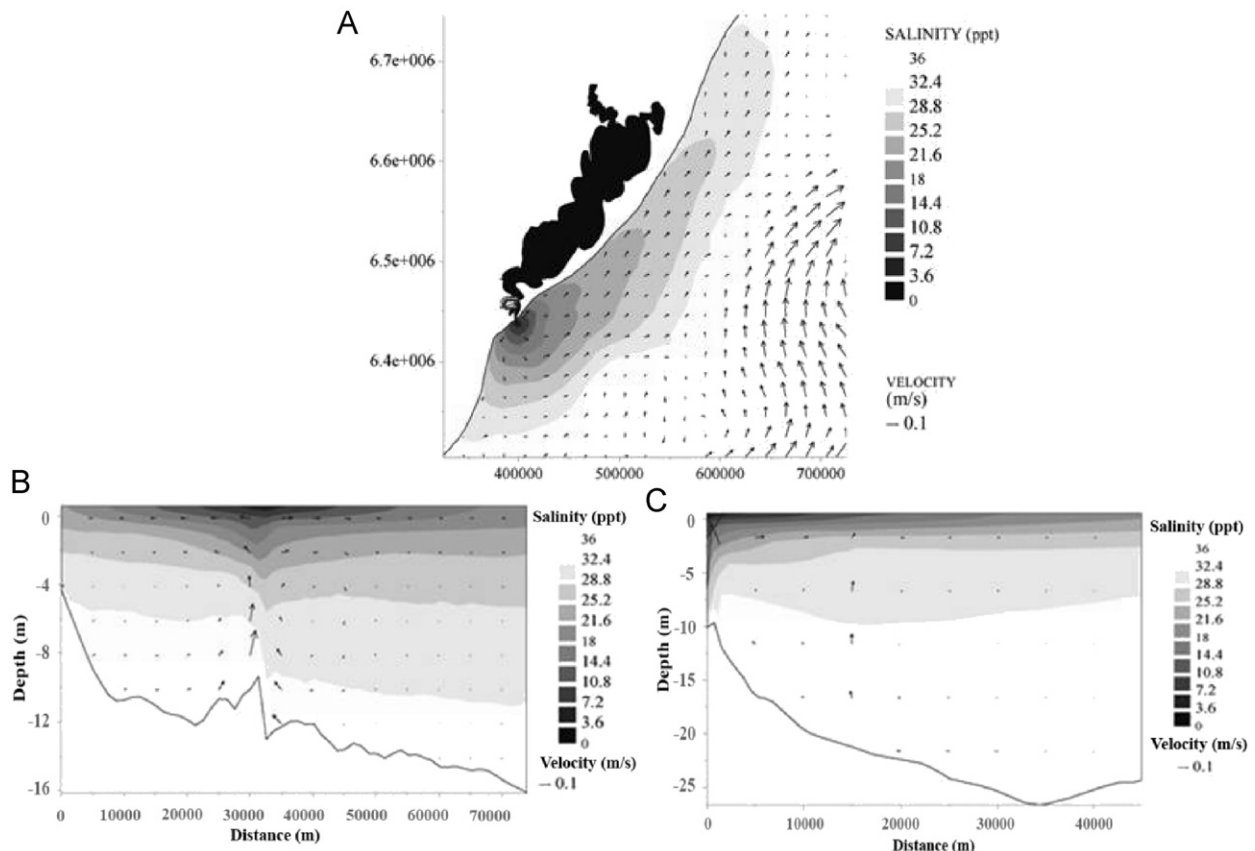 A
SALINITY (ppt)
36
32.4
28.8
25.2
21.6
18
14.4
10.8
7.2
3.6
0
VELOCITY
(m/s)
0.1
6.7e+006
6.6e+006
6.5e+006
6.4e+006
400000 500000 600000 700000
B
Depth (m)
0
-4
-8
-12
-16
0 10000 20000 30000 40000 50000 60000 70000
Distance (m)
Salinity (ppt)
36
32.4
28.8
25.2
21.6
18
14.4
10.8
7.2
3.6
0
Velocity (m/s)
0.1
C
Depth (m)
0
-5
-10
-15
-20
-25
0 10000 20000 30000 40000
Distance (m)
Salinity (ppt)
36
32.4
28.8
25.2
21.6
18
14.4
10.8
7.2
3.6
0
Velocity (m/s)
0.1